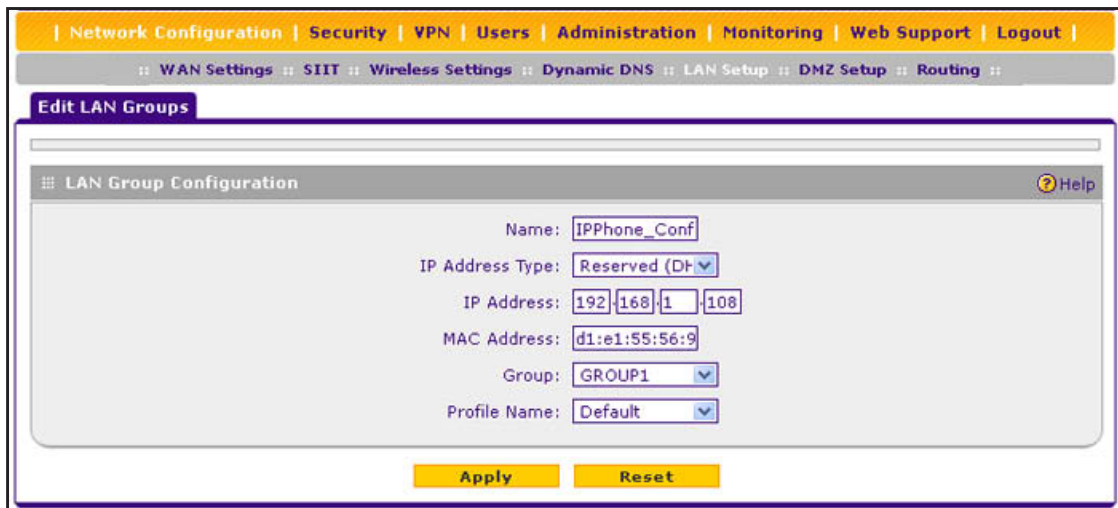 | Network Configuration | Security | VPN | Users | Administration | Monitoring | Web Support | Logout |
:: WAN Settings :: SIIT :: Wireless Settings :: Dynamic DNS :: LAN Setup :: DMZ Setup :: Routing ::
Edit LAN Groups
LAN Group Configuration ? Help
Name: IPPhone_Conf
IP Address Type: Reserved (DH
IP Address: 192 . 168 . 1 . 108
MAC Address: d1:e1:55:56:9
Group: GROUP1
Profile Name: Default
Apply Reset